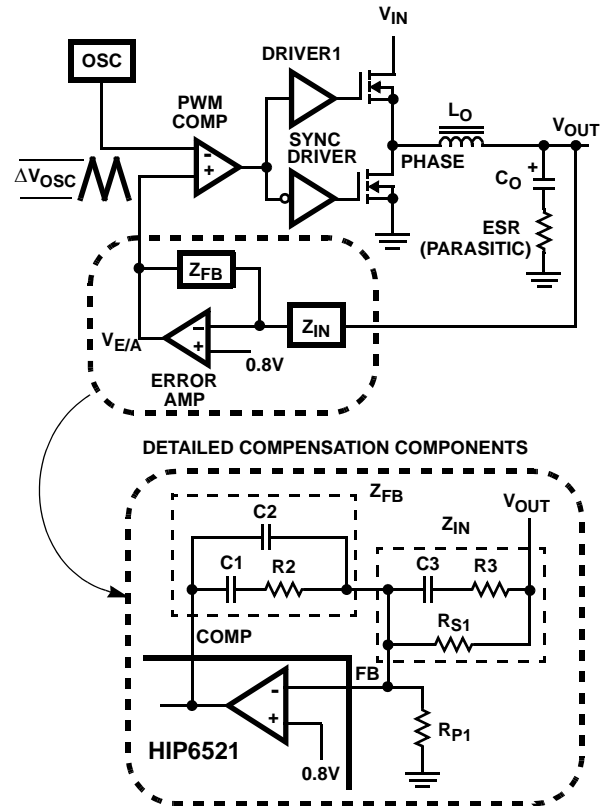 V_IN
OSC
DRIVER1
PWM
COMP
L_O
V_OUT
SYNC
DRIVER
PHASE
-
+
ΔV_OSC
C_O
+
ESR
(PARASITIC)
Z_FB
Z_IN
-
+
V_E/A
0.8V
ERROR
AMP
DETAILED COMPENSATION COMPONENTS
Z_FB
V_OUT
C2
Z_IN
C1
R2
C3
R3
R_S1
COMP
FB
-
+
R_P1
HIP6521
0.8V